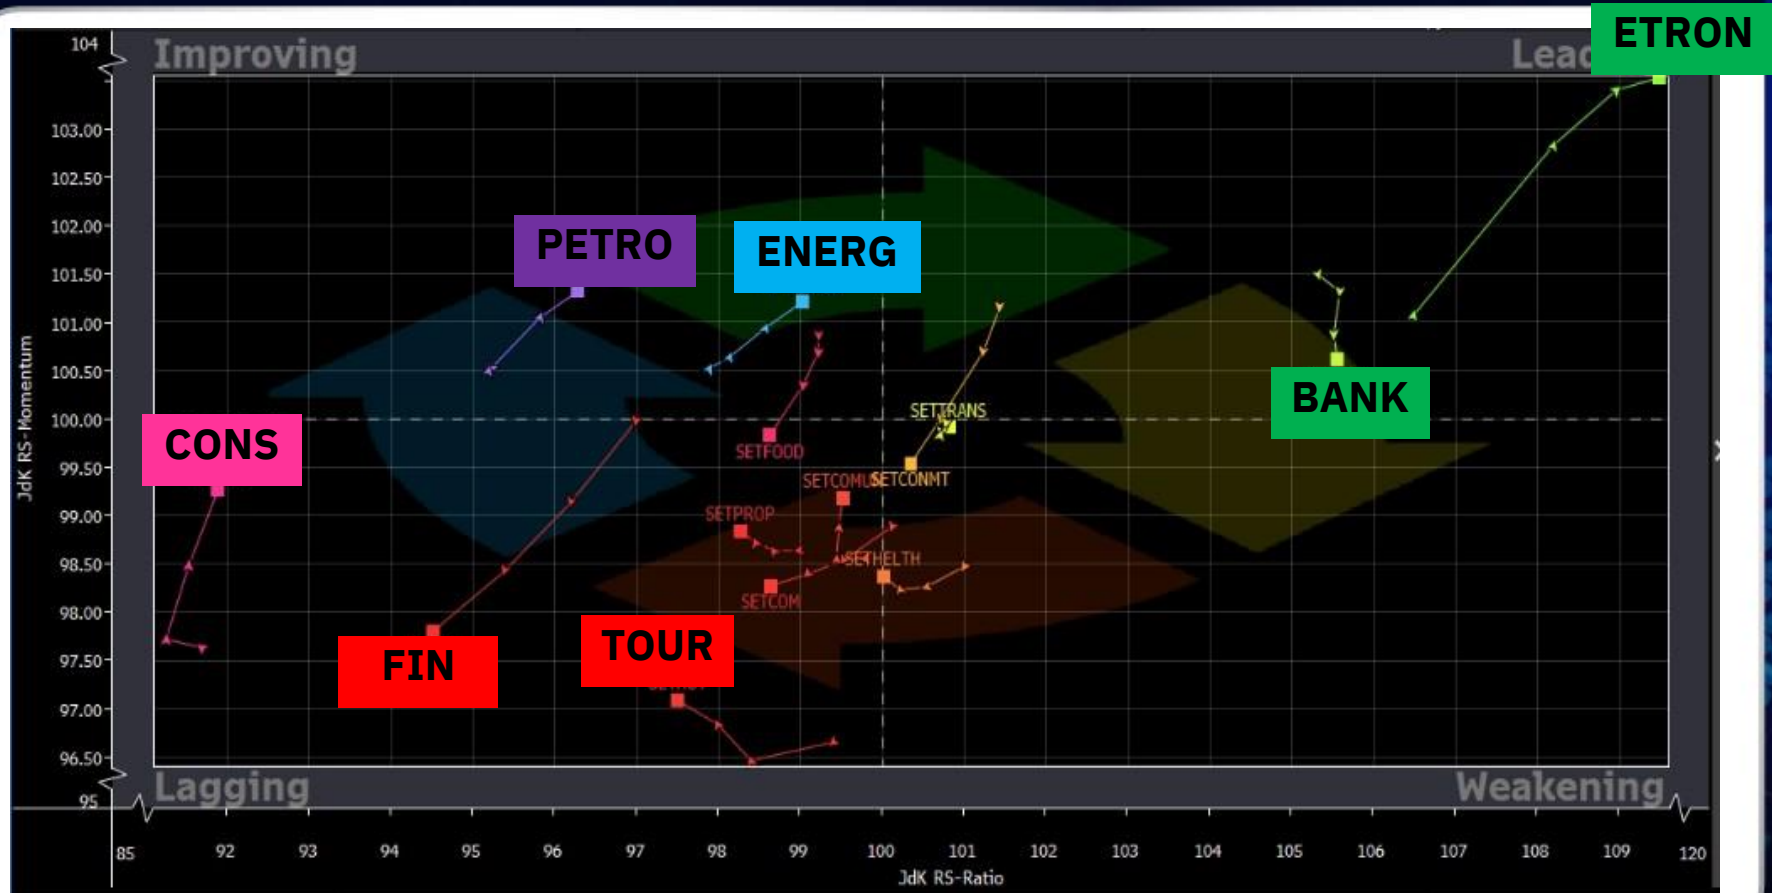 ETRON
104
Improving
Lead
103.00
102.50
102.00
PETRO
ENERG
101.50
101.00
100.50
BANK
SETTRANS
100.00
CONS
SETFOOD
99.50
SETCONMT
99.00
SETPROP
98.50
SETHELTH
SETCOM
98.00
TOUR
FIN
97.50
97.00
96.50
95
Lagging
Weakening
JdK RS-Momentum
85 92 93 94 95 96 97 98 99 100 101 102 103 104 105 106 107 108 109 120
JdK RS-Ratio